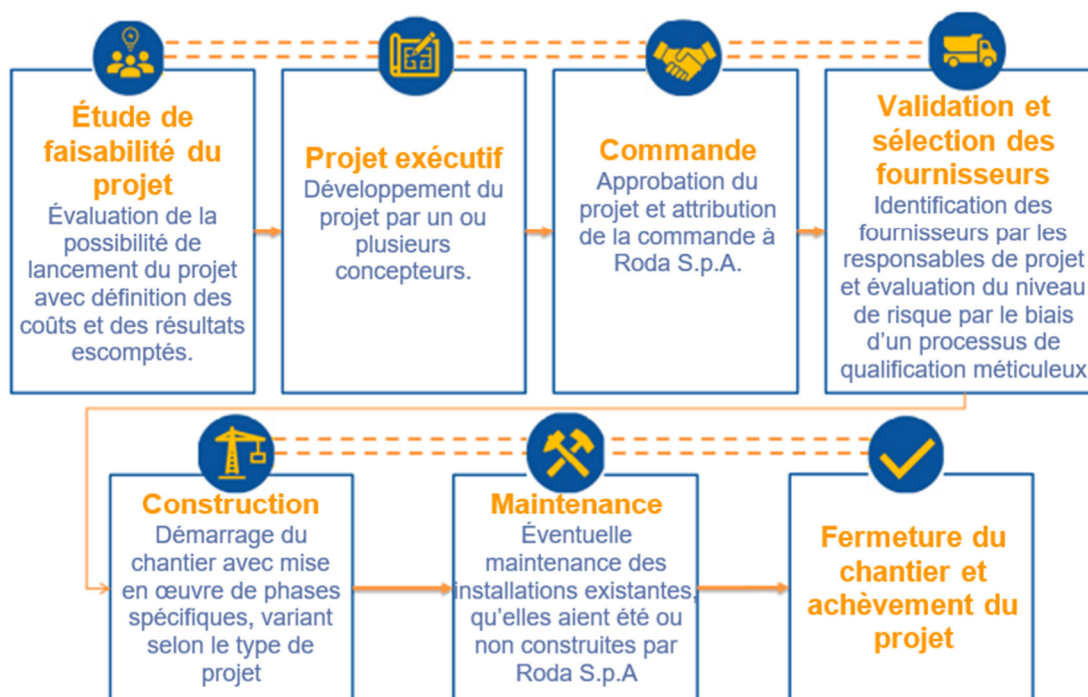 Étude de
faisabilité du
projet
Évaluation de la
possibilité de
lancement du projet
avec définition des
coûts et des résultats
escomptés.
Projet exécutif
Développement du
projet par un ou
plusieurs
concepteurs.
Commande
Approbation du
projet et attribution
de la commande à
Roda S.p.A.
Validation et
sélection des
fournisseurs
Identification des
fournisseurs par les
responsables de projet
et évaluation du niveau
de risque par le biais
d'un processus de
qualification méticuleux
Construction
Démarrage du
chantier avec mise
en œuvre de phases
spécifiques, variant
selon le type de
projet
Maintenance
Éventuelle
maintenance des
installations existantes,
qu'elles aient été ou
non construites par
Roda S.p.A
Fermeture du
chantier et
achèvement du
projet